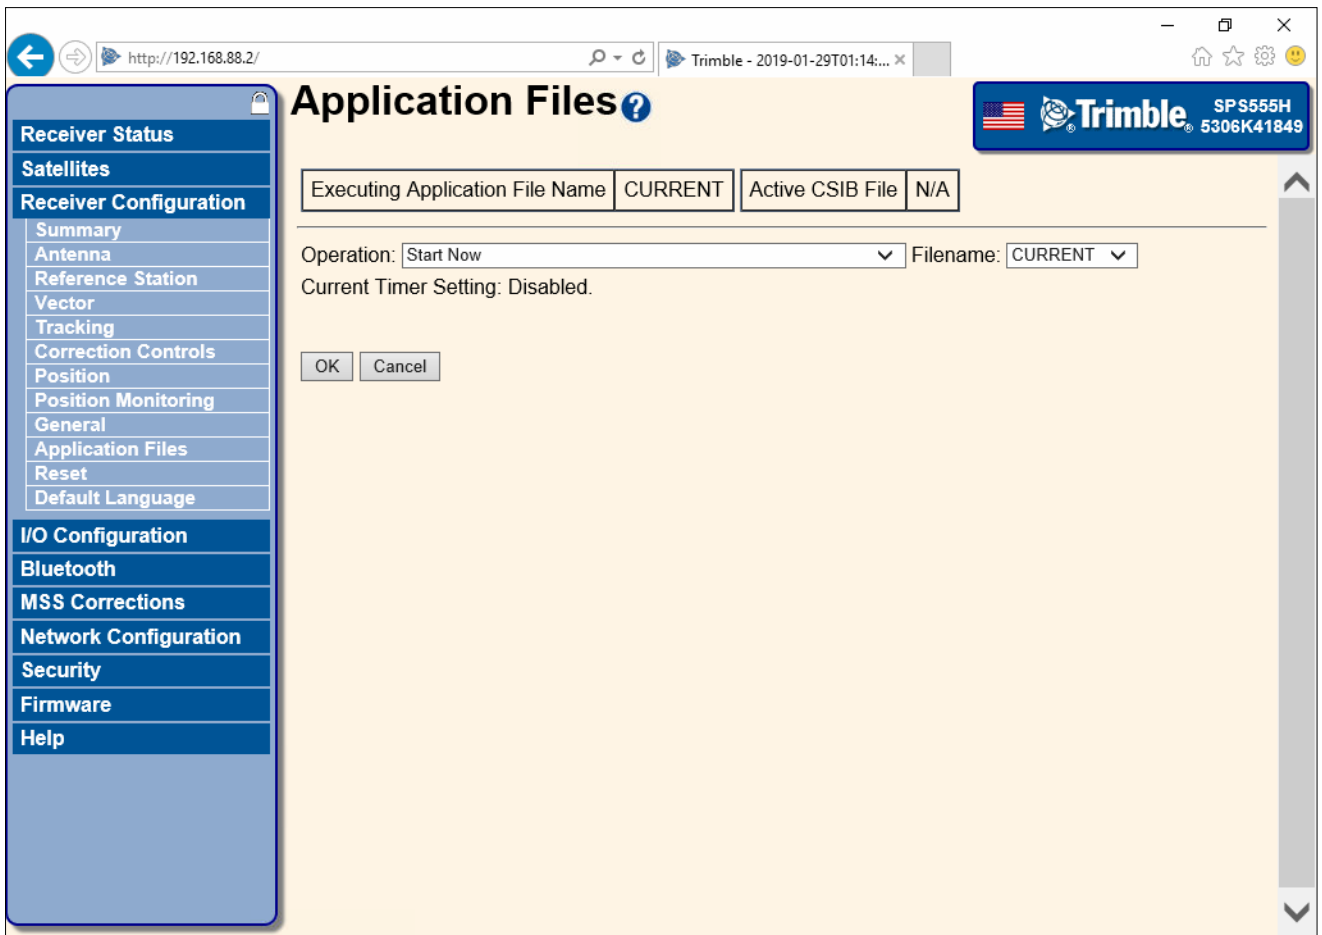 http://192.168.88.2/
Trimble - 2019-01-29T01:14:...
Application Files
Trimble
SPS555H
5306K41849
Receiver Status
Satellites
Receiver Configuration
Summary
Antenna
Reference Station
Vector
Tracking
Correction Controls
Position
Position Monitoring
General
Application Files
Reset
Default Language
I/O Configuration
Bluetooth
MSS Corrections
Network Configuration
Security
Firmware
Help
Executing Application File Name CURRENT Active CSIB File N/A
Operation: Start Now Filename: CURRENT
Current Timer Setting: Disabled.
OK Cancel